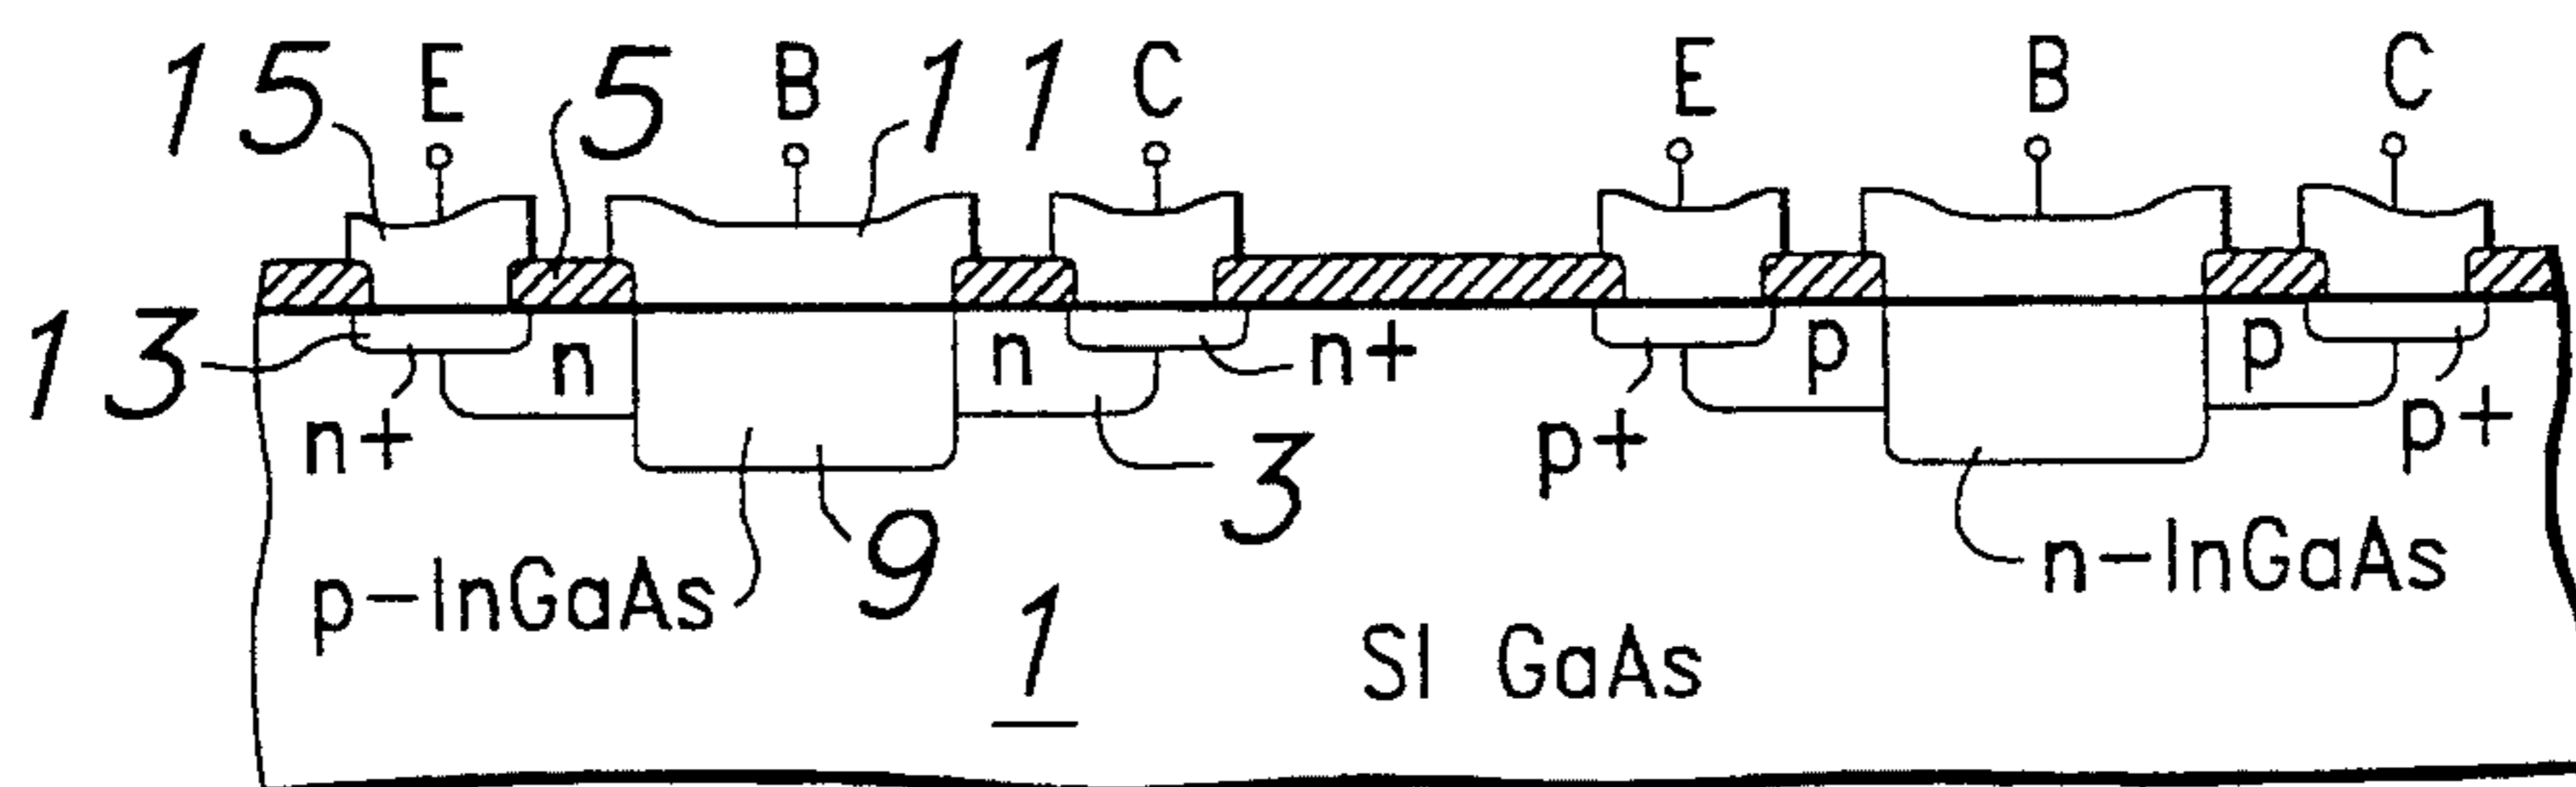 15 E 5 B 11 C E B C
13 n n n+ p p
n+ 3 p+ p+
p-InGaAs 9 n-InGaAs
1 SI GaAs